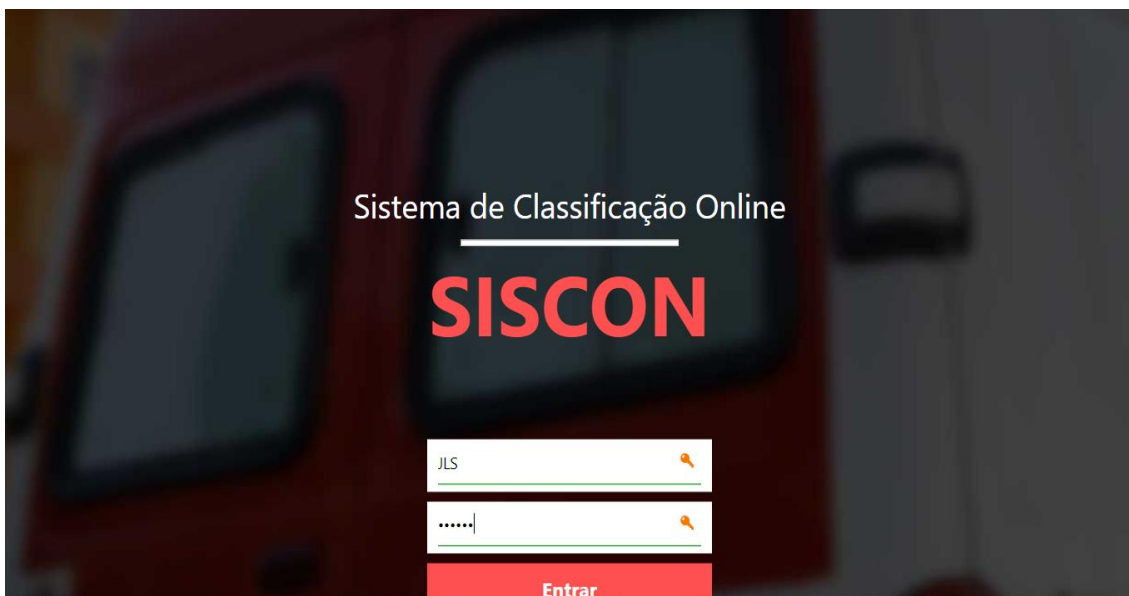 Sistema de Classificação Online
SISCON
JLS
••••••
Entrar